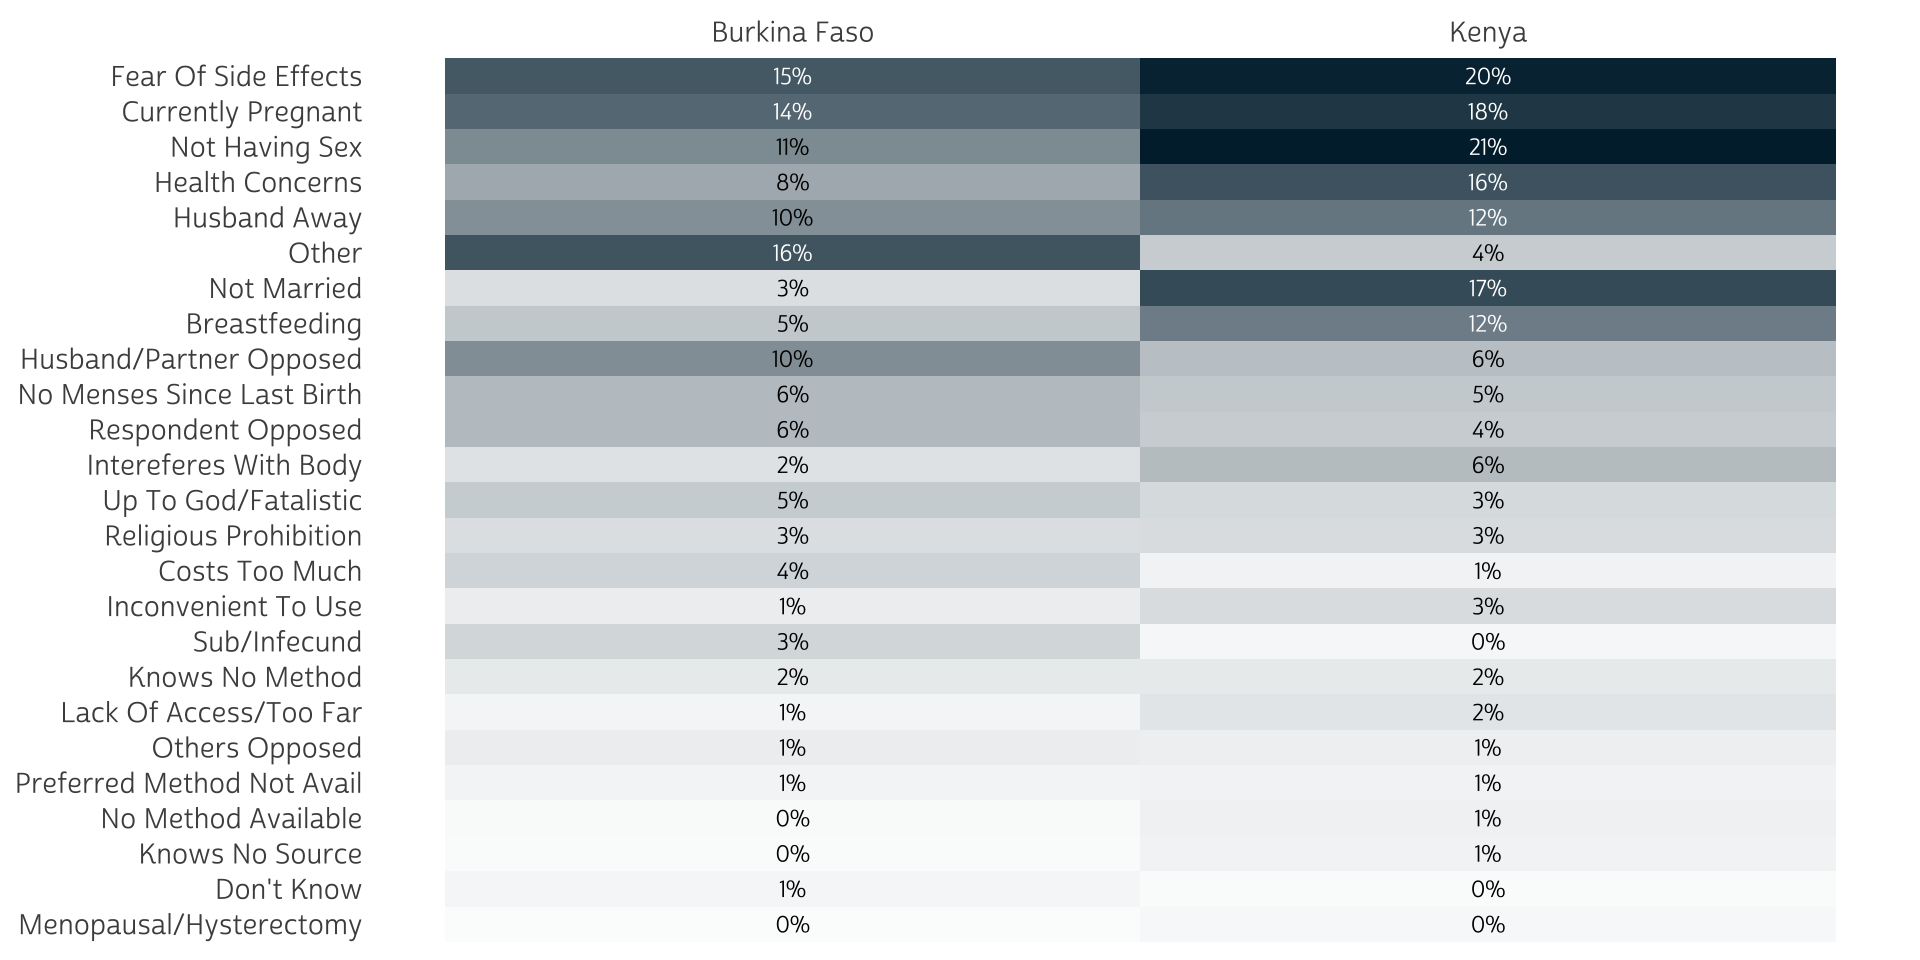 Burkina Faso Kenya
Fear Of Side Effects 15% 20%
Currently Pregnant 14% 18%
Not Having Sex 11% 21%
Health Concerns 8% 16%
Husband Away 10% 12%
Other 16% 4%
Not Married 3% 17%
Breastfeeding 5% 12%
Husband/Partner Opposed 10% 6%
No Menses Since Last Birth 6% 5%
Respondent Opposed 6% 4%
Intereferes With Body 2% 6%
Up To God/Fatalistic 5% 3%
Religious Prohibition 3% 3%
Costs Too Much 4% 1%
Inconvenient To Use 1% 3%
Sub/Infecund 3% 0%
Knows No Method 2% 2%
Lack Of Access/Too Far 1% 2%
Others Opposed 1% 1%
Preferred Method Not Avail 1% 1%
No Method Available 0% 1%
Knows No Source 0% 1%
Don't Know 1% 0%
Menopausal/Hysterectomy 0% 0%